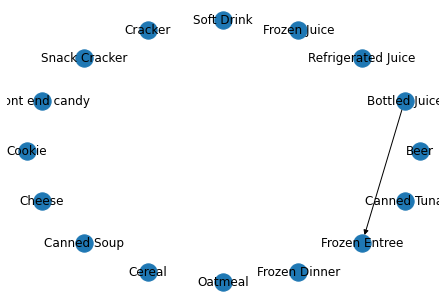 Soft Drink
Cracker
Frozen Juice
Snack Cracker
Refrigerated Juice
ont end candy
Bottled Juice
Cookie
Beer
Cheese
Canned Tuna
Canned Soup
Frozen Entree
Cereal
Frozen Dinner
Oatmeal